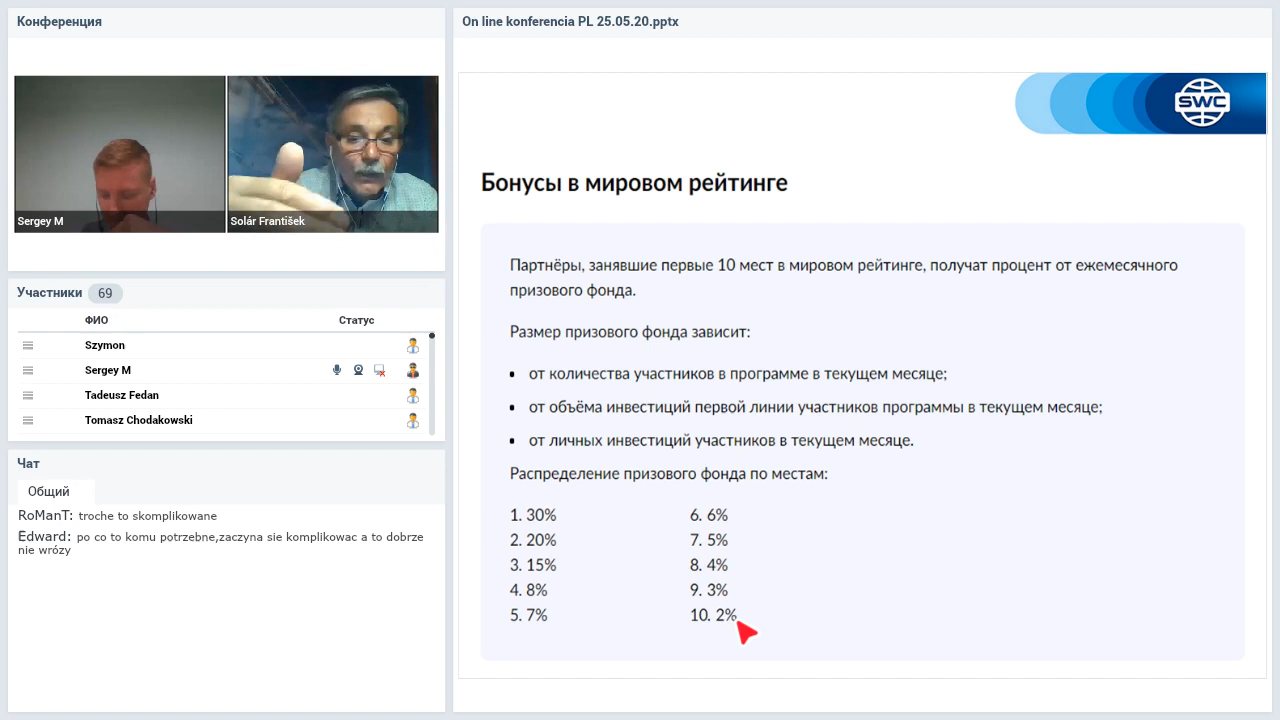 Конференция
Sergey M
Solár František
Участники 69
ФИО Статус
Szymon
Sergey M
Tadeusz Fedan
Tomasz Chodakowski
Чат
Общий
RoManT: troche to skomplikowane
Edward: po co to komu potrzebne,zaczyna sie komplikowac a to dobrze
nie wrózy
On line konferencia PL 25.05.20.pptx
SWC
Бонусы в мировом рейтинге
Партнёры, занявшие первые 10 мест в мировом рейтинге, получат процент от ежемесячного
призового фонда.
Размер призового фонда зависит:
• от количества участников в программе в текущем месяце;
• от объёма инвестиций первой линии участников программы в текущем месяце;
• от личных инвестиций участников в текущем месяце.
Распределение призового фонда по местам:
1. 30%
2. 20%
3. 15%
4. 8%
5. 7%
6. 6%
7. 5%
8. 4%
9. 3%
10. 2%